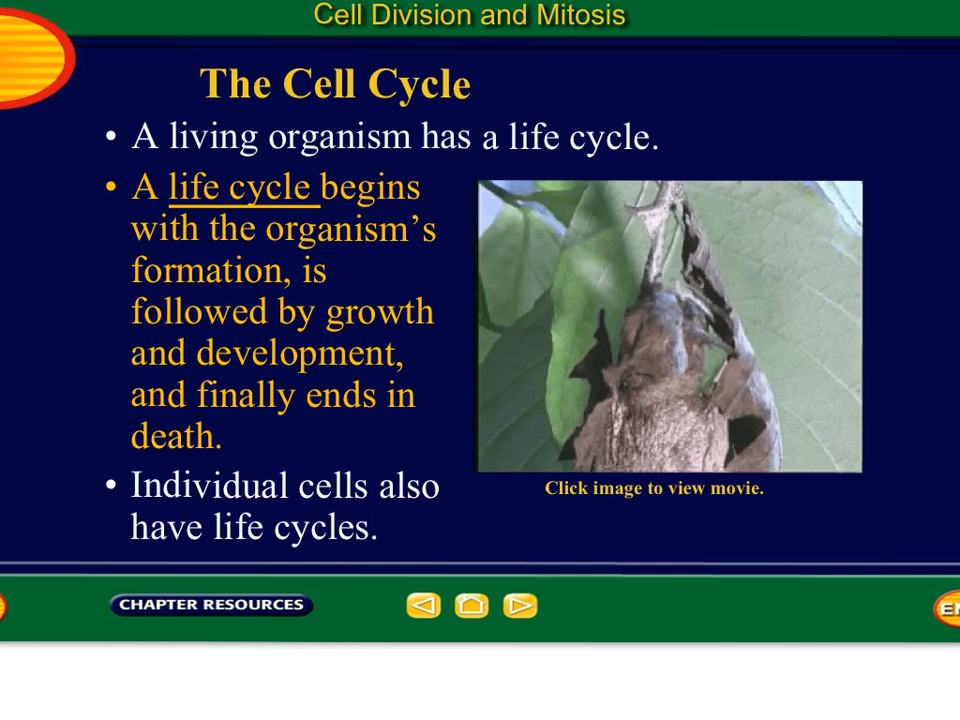 Cell Division and Mitosis
The Cell Cycle
• A living organism has a life cycle.
• A life cycle begins
with the organism’s
formation, is
followed by growth
and development,
and finally ends in
death.
Click image to view movie.
• Individual cells also
have life cycles.
CHAPTER RESOURCES